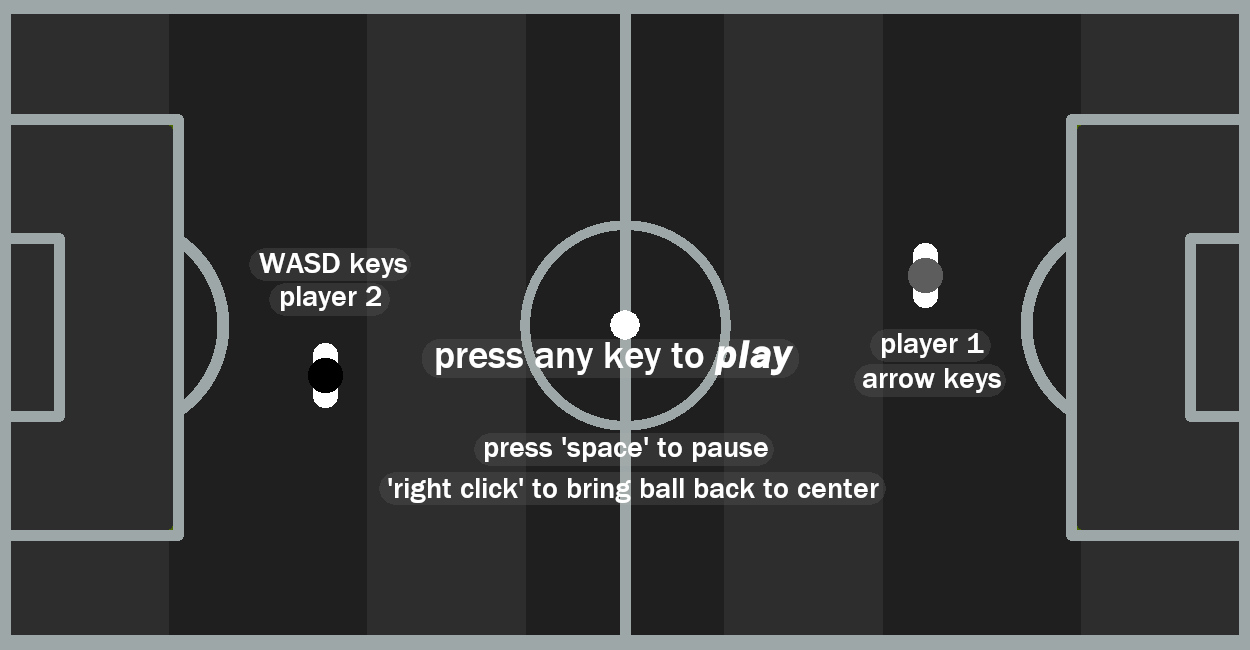 WASD keys
player 2
player 1
arrow keys
press any key to play
press 'space' to pause
'right click' to bring ball back to center